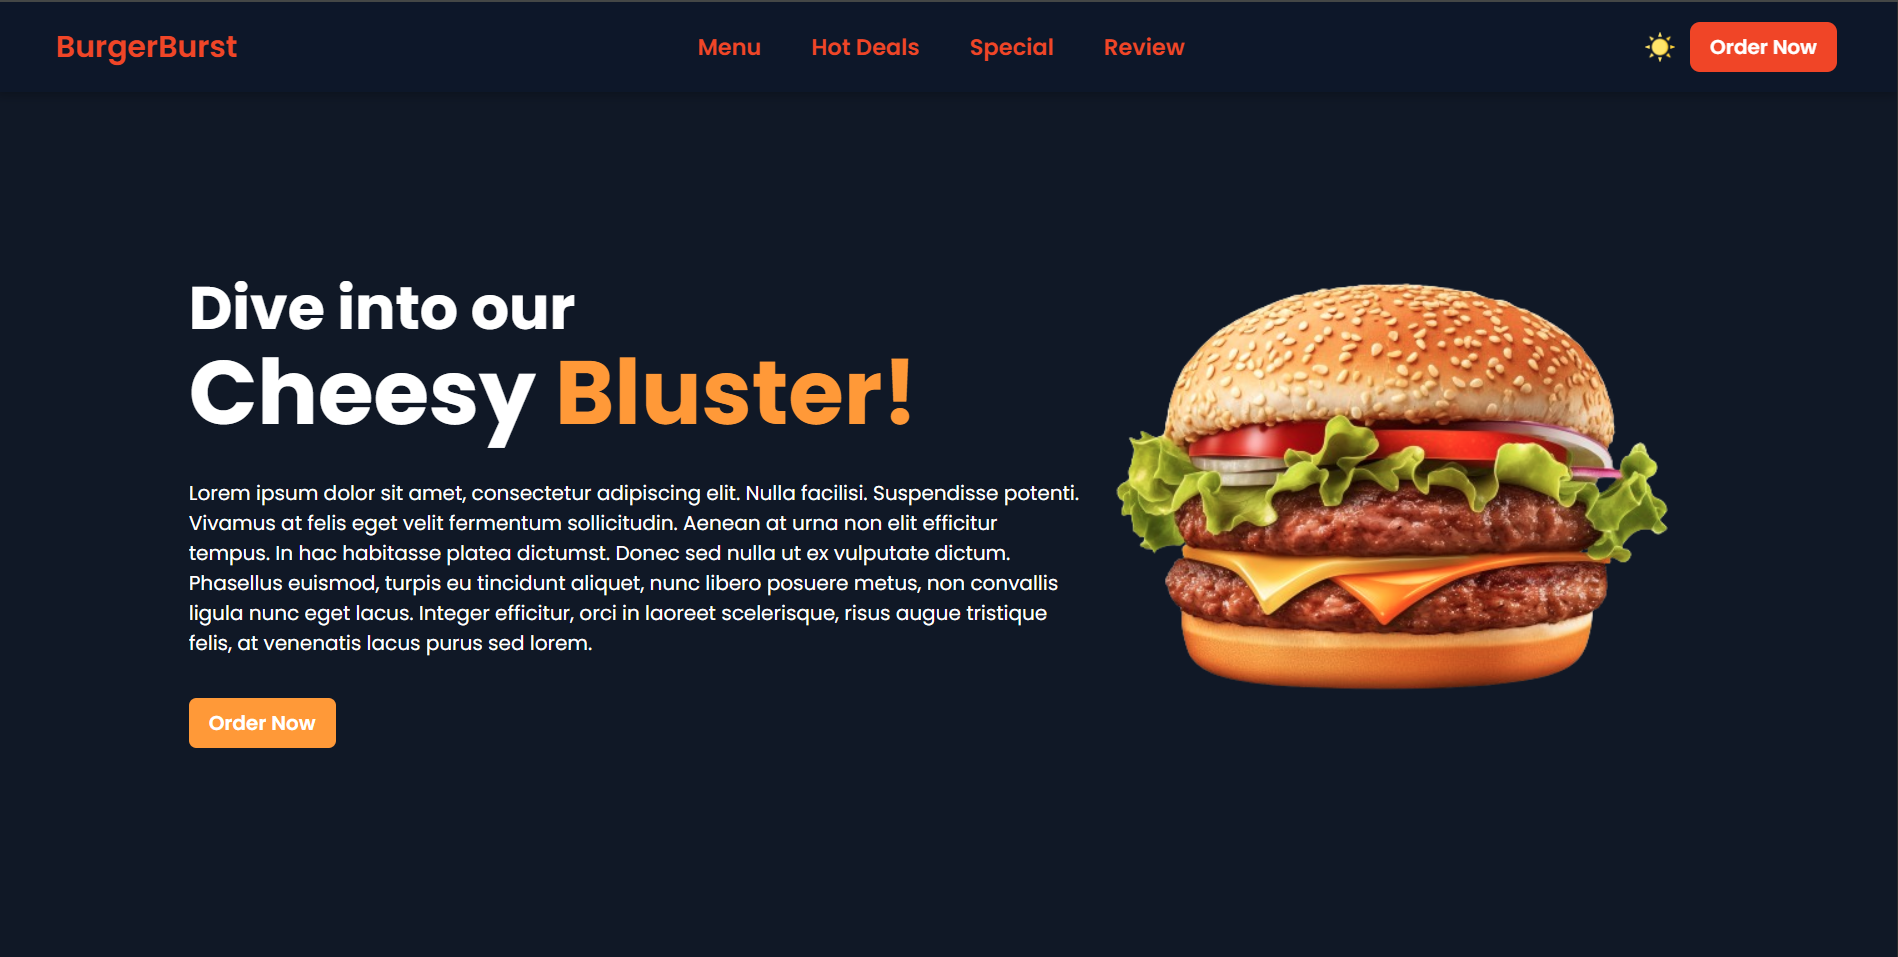 BurgerBurst
Menu
Hot Deals
Special
Review
Order Now
Dive into our
Cheesy Bluster!
Lorem ipsum dolor sit amet, consectetur adipiscing elit. Nulla facilisi. Suspendisse potenti.
Vivamus at felis eget velit fermentum sollicitudin. Aenean at urna non elit efficitur
tempus. In hac habitasse platea dictumst. Donec sed nulla ut ex vulputate dictum.
Phasellus euismod, turpis eu tincidunt aliquet, nunc libero posuere metus, non convallis
ligula nunc eget lacus. Integer efficitur, orci in laoreet scelerisque, risus augue tristique
felis, at venenatis lacus purus sed lorem.
Order Now